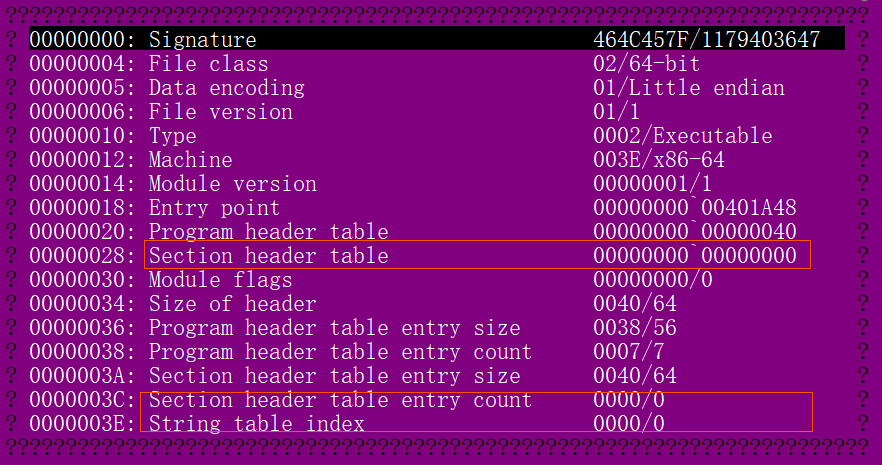 ????????????????????????????????????????????????????????????????????????
? 00000000: Signature 464C457F/1179403647 ?
? 00000004: File class 02/64-bit ?
? 00000005: Data encoding 01/Little endian ?
? 00000006: File version 01/1 ?
? 00000010: Type 0002/Executable ?
? 00000012: Machine 003E/x86-64 ?
? 00000014: Module version 00000001/1 ?
? 00000018: Entry point 00000000`00401A48 ?
? 00000020: Program header table 00000000`00000040 ?
? 00000028: Section header table 00000000`00000000 ?
? 00000030: Module flags 00000000/0 ?
? 00000034: Size of header 0040/64 ?
? 00000036: Program header table entry size 0038/56 ?
? 00000038: Program header table entry count 0007/7 ?
? 0000003A: Section header table entry size 0040/64 ?
? 0000003C: Section header table entry count 0000/0 ?
? 0000003E: String table index 0000/0 ?
????????????????????????????????????????????????????????????????????????